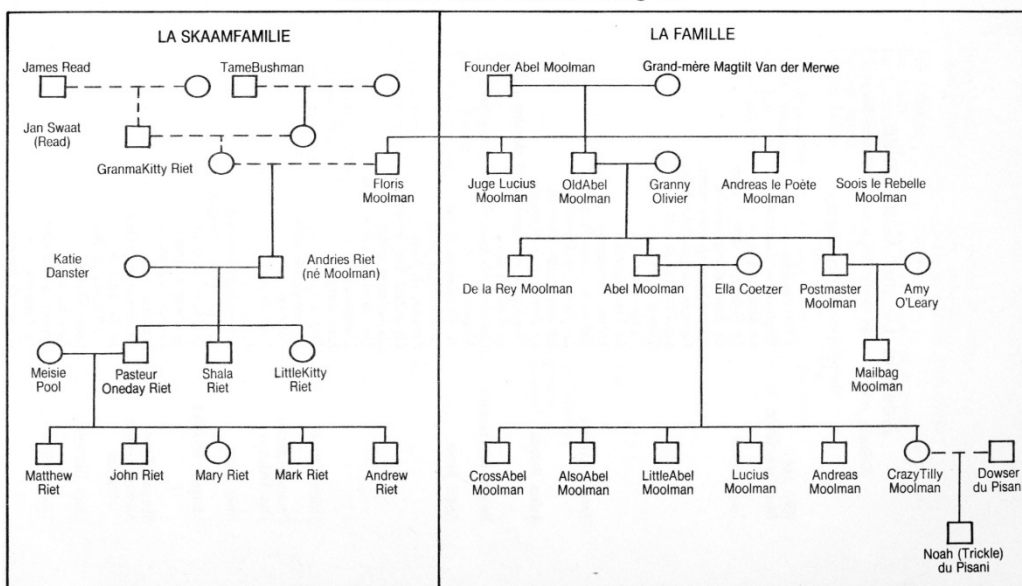 LA SKAAMFAMILIE
James Read
TameBushman
Jan Swaat
(Read)
GranmaKitty Riet
Floris
Moolman
Katie
Danster
Andries Riet
(né Moolman)
Meisie
Pool
Pasteur
Oneday Riet
Shala
Riet
LittleKitty
Riet
Matthew
Riet
John Riet
Mary Riet
Mark Riet
Andrew
Riet
LA FAMILLE
Founder Abel Moolman
Grand-mère Magtilt Van der Merwe
Juge Lucius
Moolman
OldAbel
Moolman
Granny
Olivier
Andreas le Poète
Moolman
Soois le Rebelle
Moolman
De la Rey Moolman
Abel Moolman
Ella Coetzer
Postmaster
Moolman
Amy
O'Leary
Mailbag
Moolman
CrossAbel
Moolman
AlsoAbel
Moolman
LittleAbel
Moolman
Lucius
Moolman
Andreas
Moolman
CrazyTilly
Moolman
Dowser
du Pisani
Noah (Trickle)
du Pisani